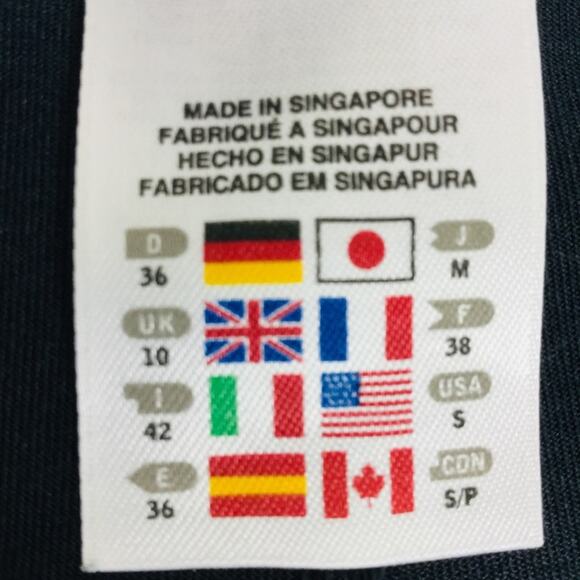 MADE IN SINGAPORE
FABRIQUÉ A SINGAPOUR
HECHO EN SINGAPUR
FABRICADO EM SINGAPURA
D J
36 M
UK F
10 38
I USA
42 S
E CDN
36 S/P